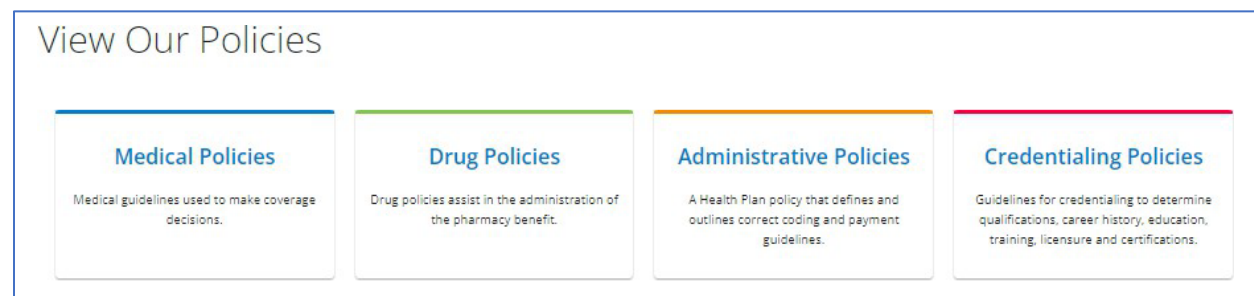 View Our Policies
Medical Policies
Medical guidelines used to make coverage
decisions.
Drug Policies
Drug policies assist in the administration of
the pharmacy benefit.
Administrative Policies
A Health Plan policy that defines and
outlines correct coding and payment
guidelines.
Credentialing Policies
Guidelines for credentialing to determine
qualifications, career history, education,
training, licensure and certifications.